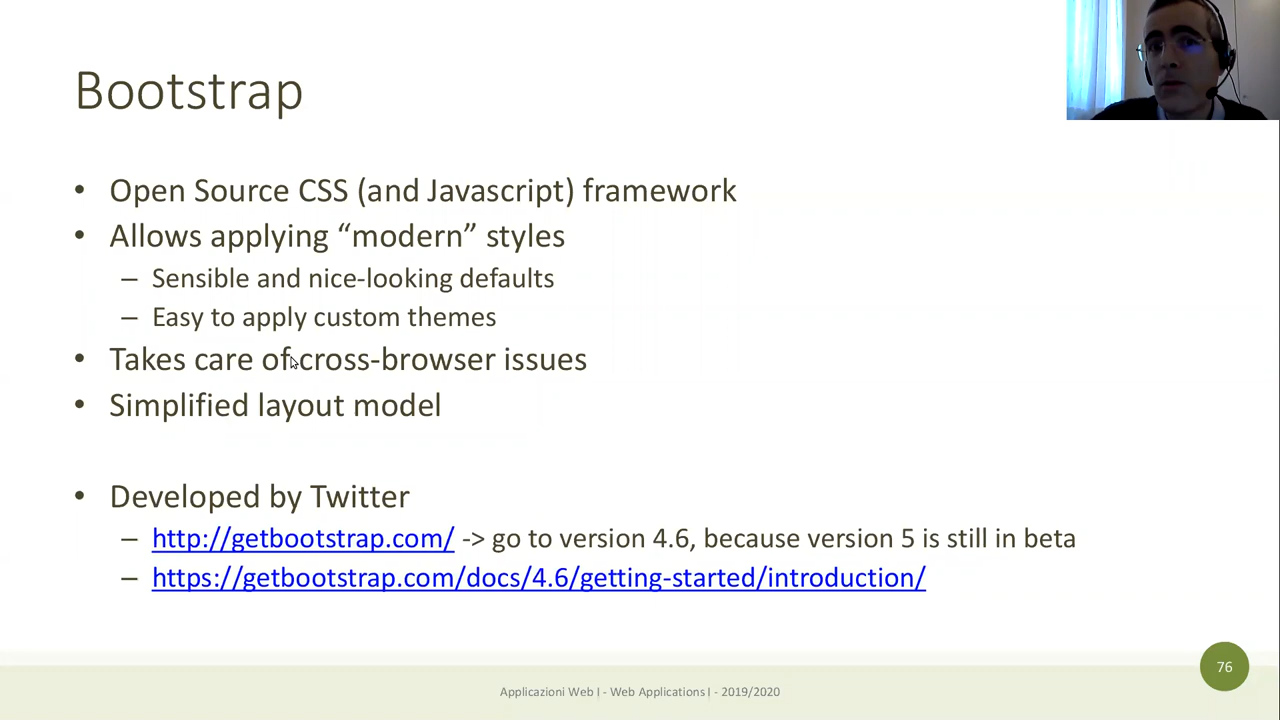 Bootstrap
• Open Source CSS (and Javascript) framework
• Allows applying “modern” styles
– Sensible and nice-looking defaults
– Easy to apply custom themes
• Takes care of cross-browser issues
• Simplified layout model
• Developed by Twitter
– http://getbootstrap.com/ -> go to version 4.6, because version 5 is still in beta
– https://getbootstrap.com/docs/4.6/getting-started/introduction/
76
Applicazioni Web I - Web Applications I - 2019/2020